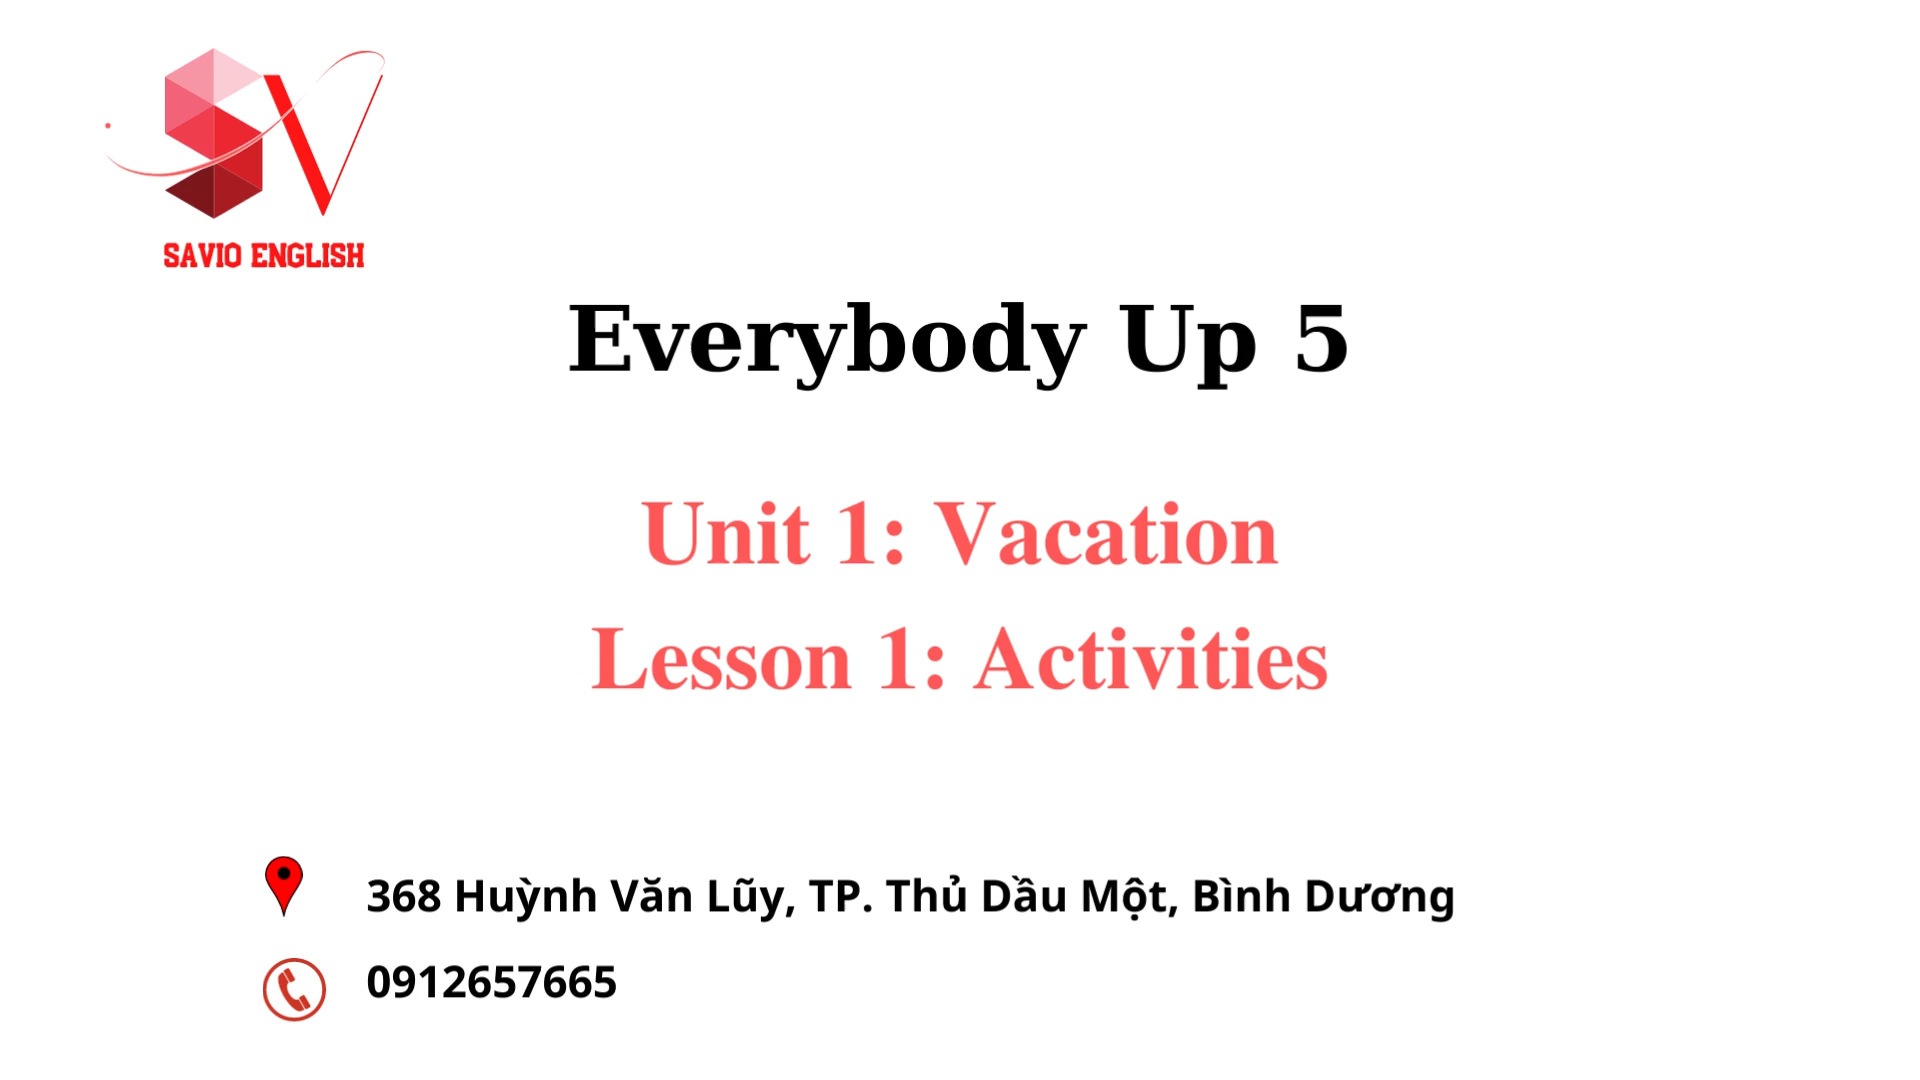 SAVIO ENGLISH
Everybody Up 5
Unit 1: Vacation
Lesson 1: Activities
368 Huỳnh Văn Lũy, TP. Thủ Dầu Một, Bình Dương
0912657665